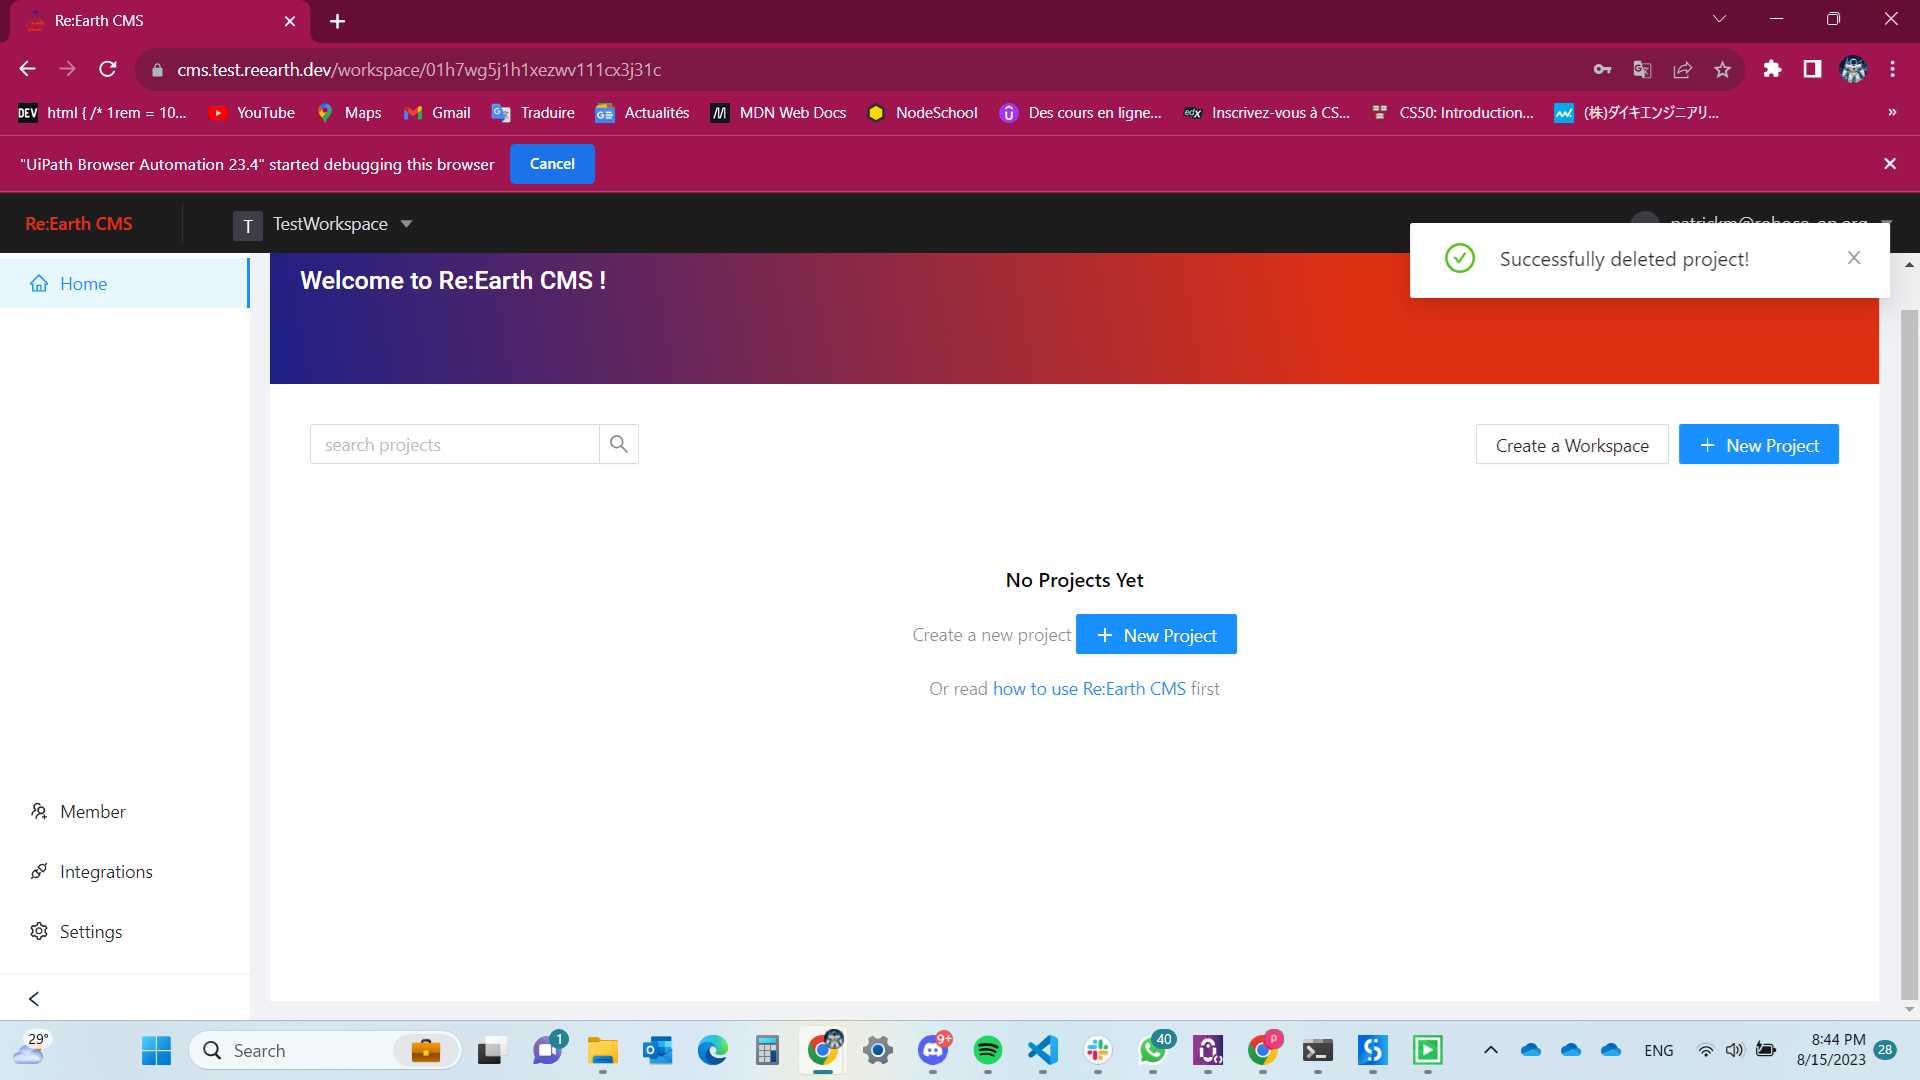 Re:Earth CMS
cms.test.reearth.dev/workspace/01h7wg5j1h1xezwv111cx3j31c
DEV html { /* 1rem = 10... YouTube Maps Gmail Traduire Actualités MDN Web Docs NodeSchool Des cours en ligne... edX Inscrivez-vous à CS... CS50: Introduction... (株)ダイキエンジニアリ... »
"UiPath Browser Automation 23.4" started debugging this browser Cancel
Re:Earth CMS T TestWorkspace
Successfully deleted project!
Home
Welcome to Re:Earth CMS !
search projects Create a Workspace + New Project
No Projects Yet
Create a new project + New Project
Or read how to use Re:Earth CMS first
Member
Integrations
Settings
29°
Search
1
9+
40
p
ENG
8:44 PM
8/15/2023
28